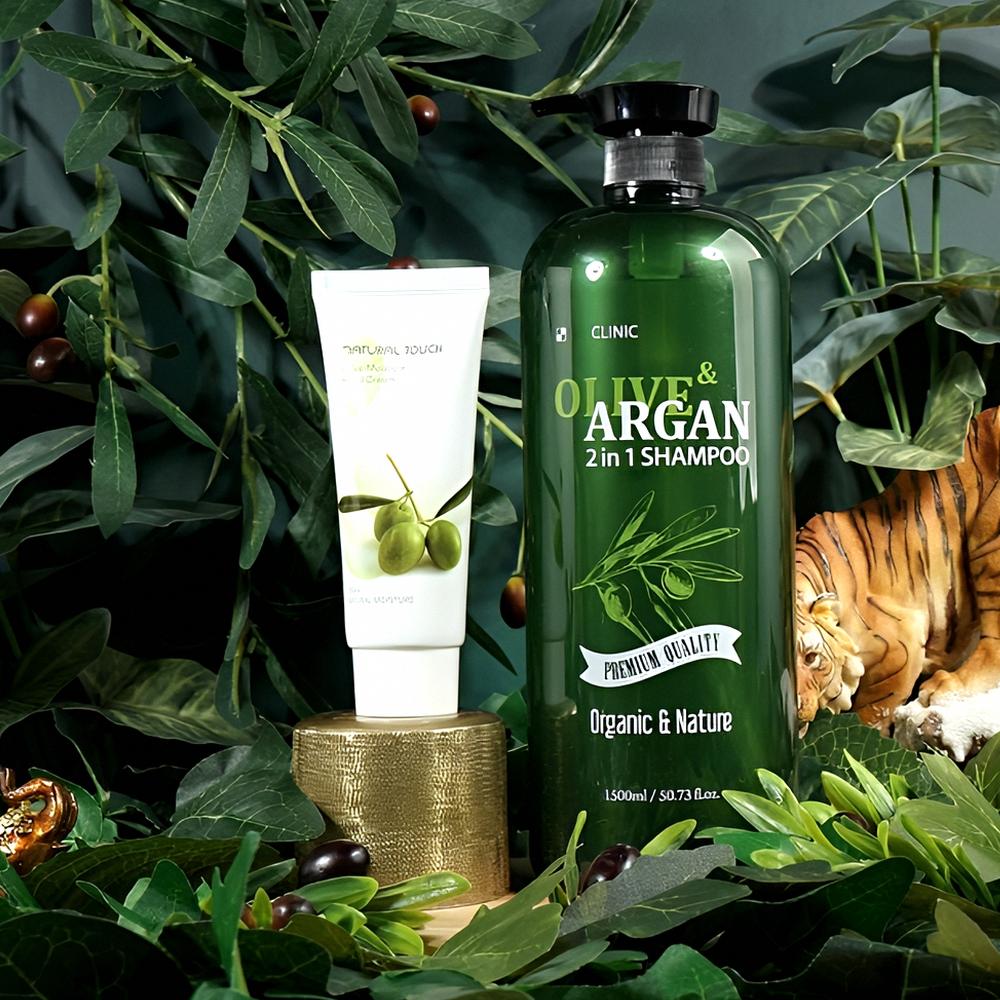 NATURAL TOUCH
CLINIC
OLIVE &
ARGAN
2 in 1 SHAMPOO
PREMIUM QUALITY
Organic & Nature
1500ml / 50.73 fl.oz.